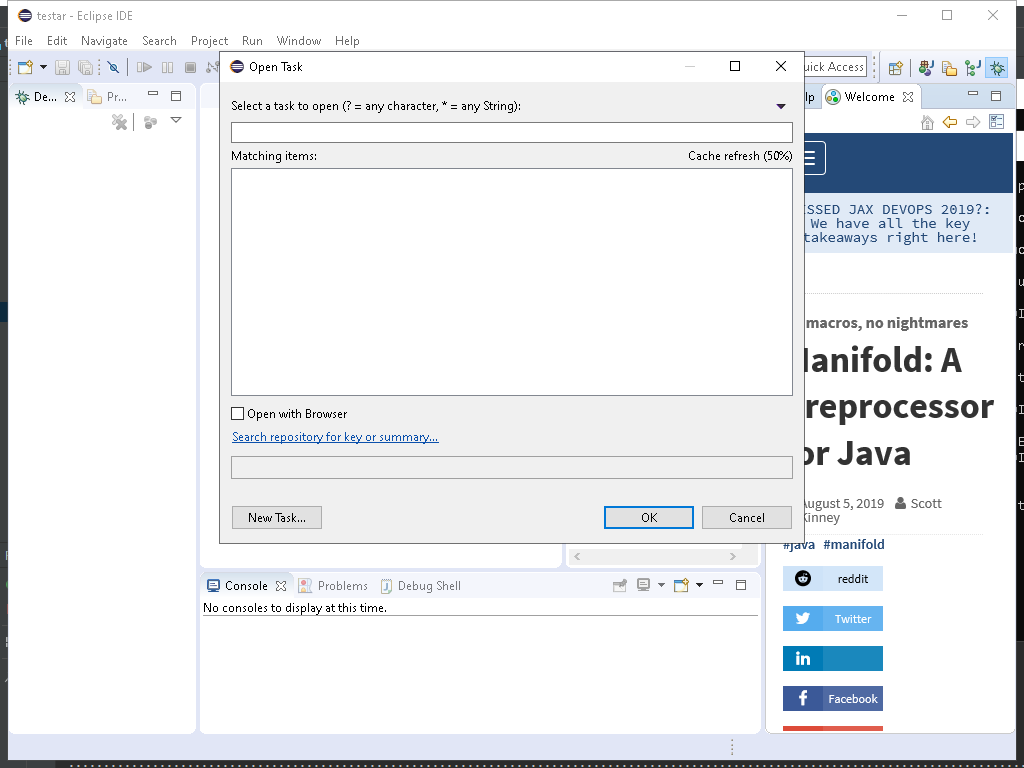 testar - Eclipse IDE
File Edit Navigate Search Project Run Window Help
Quick Access
De...
Pr...
lp
Welcome
Open Task
Select a task to open (? = any character, * = any String):
Matching items:
Cache refresh (50%)
Open with Browser
Search repository for key or summary...
New Task...
OK
Cancel
SSED JAX DEVOPS 2019?:
We have all the key
takeaways right here!
macros, no nightmares
Manifold: A
reprocessor
or Java
August 5, 2019 Scott
Kinney
#java #manifold
reddit
Twitter
in
Facebook
Console
Problems
Debug Shell
No consoles to display at this time.